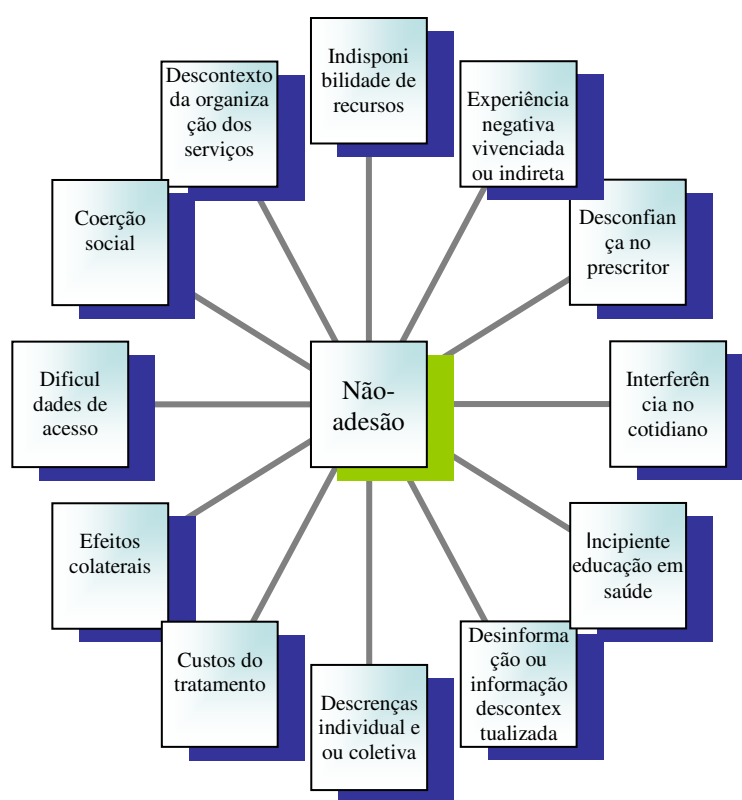 Indisponi
bilidade de
recursos
Descontexto
da organiza
ção dos
serviços
Experiência
negativa
vivenciada
ou indireta
Coerção
social
Desconfian
ça no
prescritor
Dificul
dades de
acesso
Não-
adesão
Interferên
cia no
cotidiano
Efeitos
colaterais
Incipiente
educação em
saúde
Custos do
tratamento
Desinforma
ção ou
informação
descontex
tualizada
Descrenças
individual e
ou coletiva